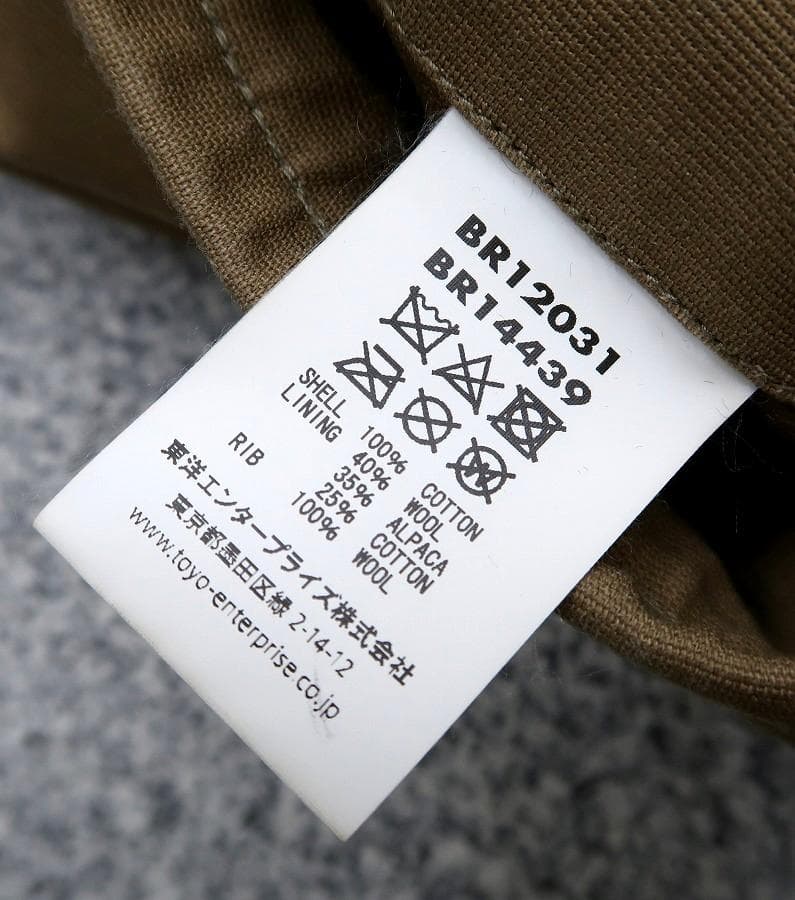 BR12031
BR14439
SHELL 100% COTTON
LINING 40% WOOL
35% ALPACA
25% COTTON
RIB 100% WOOL
東洋エンタープライズ株式会社
東京都墨田区緑 2-14-12
www.toyo-enterprise.co.jp